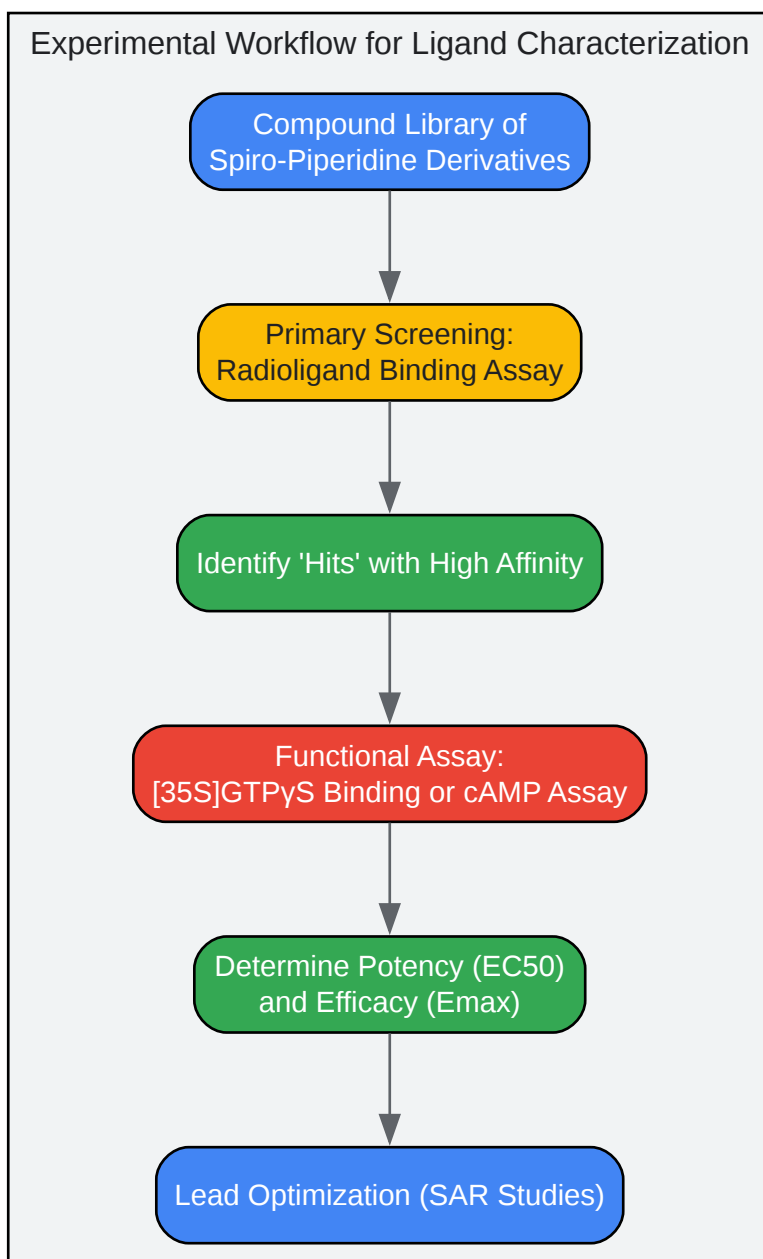 Experimental Workflow for Ligand Characterization
Compound Library of
Spiro-Piperidine Derivatives
Primary Screening:
Radioligand Binding Assay
Identify 'Hits' with High Affinity
Functional Assay:
[35S]GTPγS Binding or cAMP Assay
Determine Potency (EC50)
and Efficacy (Emax)
Lead Optimization (SAR Studies)